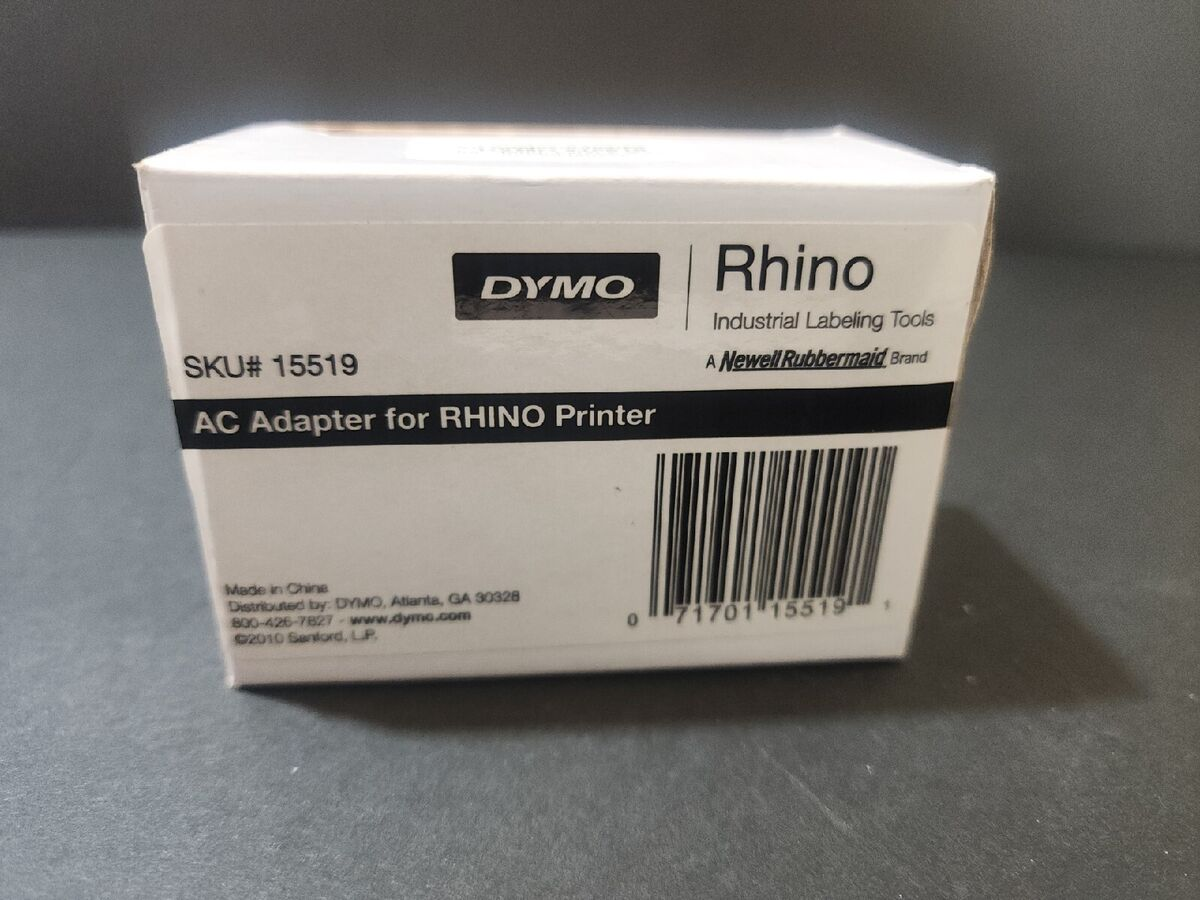 DYMO
Rhino
Industrial Labeling Tools
A Newell Rubbermaid Brand
SKU# 15519
AC Adapter for RHINO Printer
Made in China
Distributed by: DYMO, Atlanta, GA 30328
800-426-7827 - www.dymo.com
©2010 Sanford, L.P.
0 71701 15519 1